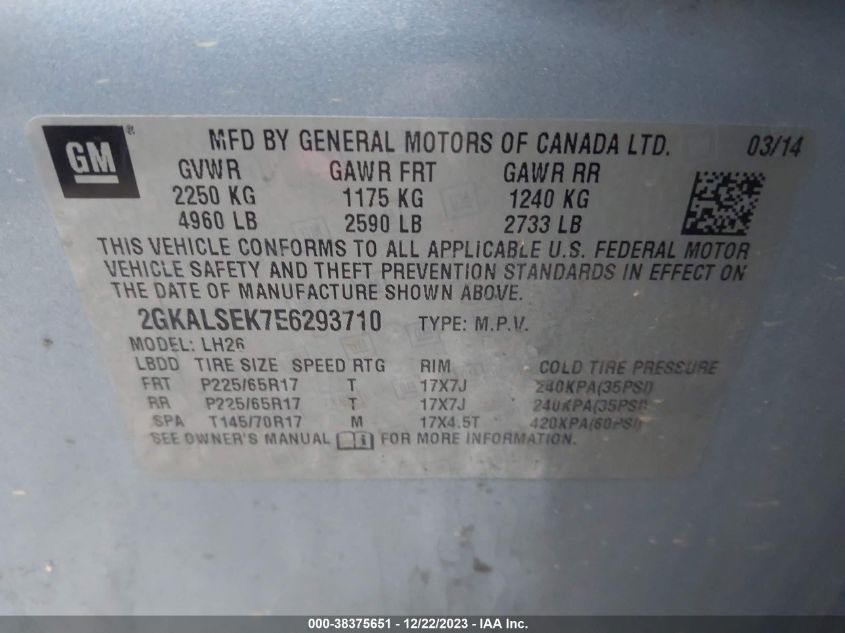 GM® MFD BY GENERAL MOTORS OF CANADA LTD. 03/14
GVWR GAWR FRT GAWR RR
2250 KG 1175 KG 1240 KG
4960 LB 2590 LB 2733 LB
THIS VEHICLE CONFORMS TO ALL APPLICABLE U.S. FEDERAL MOTOR
VEHICLE SAFETY AND THEFT PREVENTION STANDARDS IN EFFECT ON
THE DATE OF MANUFACTURE SHOWN ABOVE.
2GKALSEK7E6293710 TYPE: M.P.V.
MODEL: LH26
LBDD TIRE SIZE SPEED RTG RIM COLD TIRE PRESSURE
FRT P225/65R17 T 17X7J 240KPA(35PSI)
RR P225/65R17 T 17X7J 240KPA(35PSI)
SPA T145/70R17 M 17X4.5T 420KPA(60PSI)
SEE OWNER'S MANUAL FOR MORE INFORMATION.
000-38375651 - 12/22/2023 - IAA Inc.